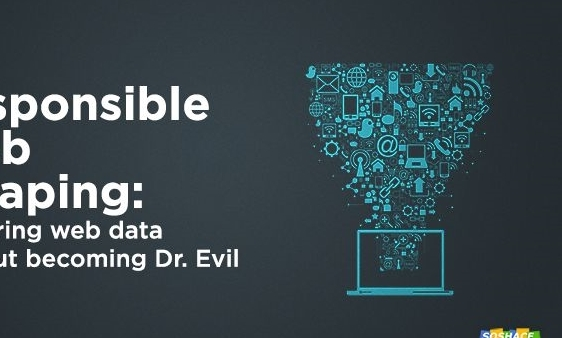 sponsible
b
aping:
ring web data
ut becoming Dr. Evil
@
SOSHACE